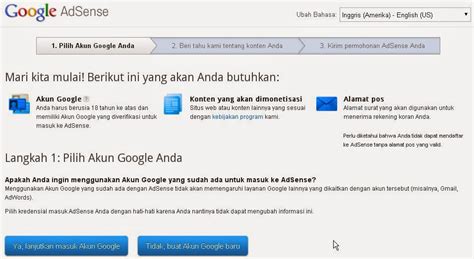 Google AdSense
Ubah Bahasa: Inggris (Amerika) - English (US)
1. Pilih Akun Google Anda
2. Beri tahu kami tentang konten Anda
3. Kirim permohonan AdSense Anda
Mari kita mulai! Berikut ini yang akan Anda butuhkan:
Akun Google ?
Anda harus berusia 18 tahun ke atas dan
memiliki Akun Google yang diverifikasi untuk
masuk ke AdSense.
Konten yang akan dimonetisasi
Situs web atau konten lainnya yang sesuai
dengan kebijakan program kami.
Alamat pos
Alamat surat yang akan digunakan untuk
menerima rekening koran Anda.
Perlu diketahui bahwa Anda tidak dapat mendaftar
ke AdSense tanpa alamat pos yang valid.
Langkah 1: Pilih Akun Google Anda
Apakah Anda ingin menggunakan Akun Google yang sudah ada untuk masuk ke AdSense?
Menggunakan Akun Google yang sudah ada dengan AdSense tidak akan memengaruhi layanan Google lainnya yang dikaitkan dengan akun tersebut (misalnya, Gmail,
AdWords).
Pilih kredensial masuk AdSense Anda dengan hati-hati karena Anda nantinya tidak dapat mengubah informasi ini.
Ya, lanjutkan masuk Akun Google
Tidak, buat Akun Google baru